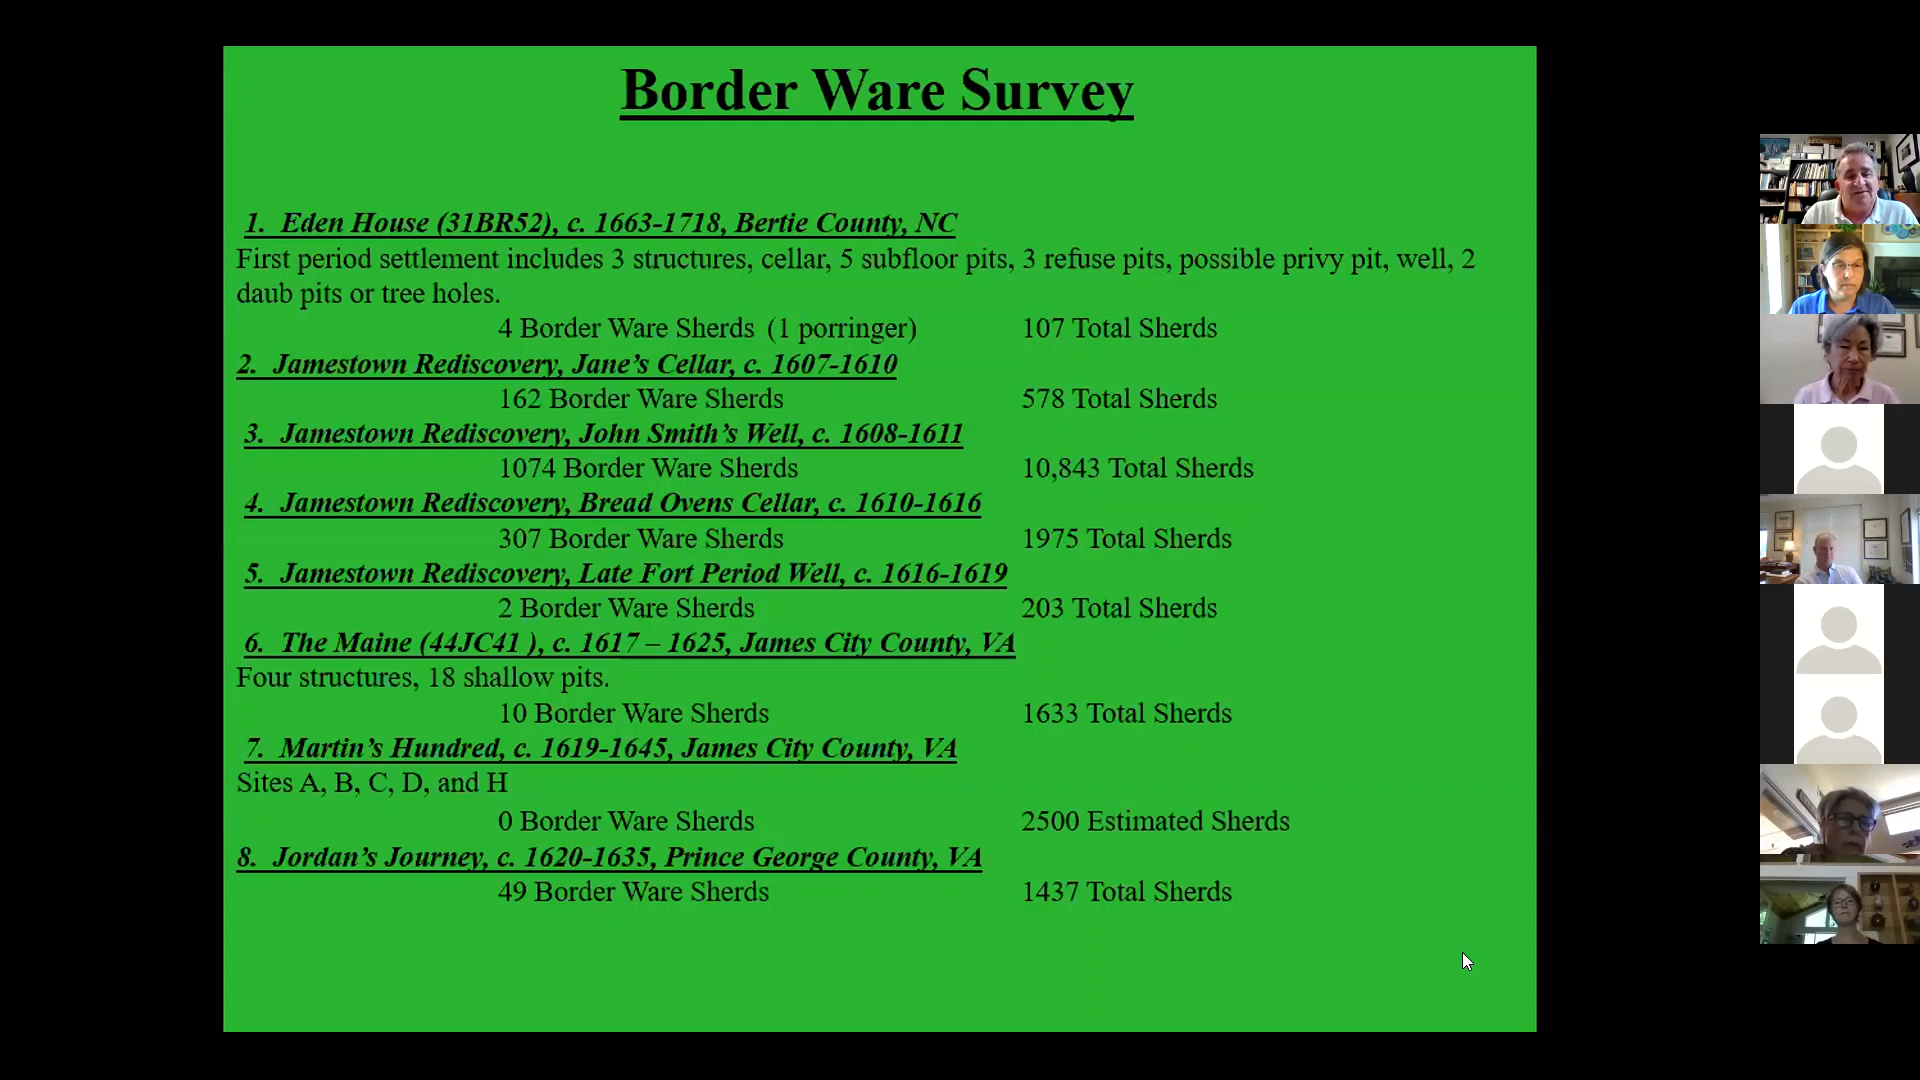 Border Ware Survey
1. Eden House (31BR52), c. 1663-1718, Bertie County, NC
First period settlement includes 3 structures, cellar, 5 subfloor pits, 3 refuse pits, possible privy pit, well, 2
daub pits or tree holes.
4 Border Ware Sherds (1 porringer) 107 Total Sherds
2. Jamestown Rediscovery, Jane’s Cellar, c. 1607-1610
162 Border Ware Sherds 578 Total Sherds
3. Jamestown Rediscovery, John Smith’s Well, c. 1608-1611
1074 Border Ware Sherds 10,843 Total Sherds
4. Jamestown Rediscovery, Bread Ovens Cellar, c. 1610-1616
307 Border Ware Sherds 1975 Total Sherds
5. Jamestown Rediscovery, Late Fort Period Well, c. 1616-1619
2 Border Ware Sherds 203 Total Sherds
6. The Maine (44JC41 ), c. 1617 – 1625, James City County, VA
Four structures, 18 shallow pits.
10 Border Ware Sherds 1633 Total Sherds
7. Martin’s Hundred, c. 1619-1645, James City County, VA
Sites A, B, C, D, and H
0 Border Ware Sherds 2500 Estimated Sherds
8. Jordan’s Journey, c. 1620-1635, Prince George County, VA
49 Border Ware Sherds 1437 Total Sherds